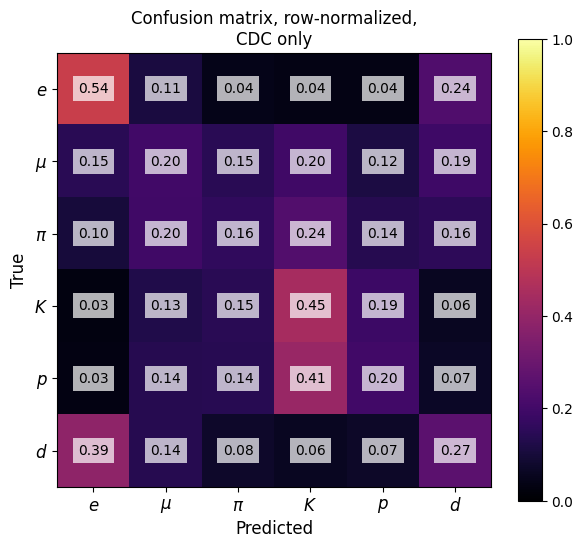 Confusion matrix, row-normalized,
CDC only
1.0
0.8
0.6
0.4
0.2
0.0
True
e 0.54 0.11 0.04 0.04 0.04 0.24
μ 0.15 0.20 0.15 0.20 0.12 0.19
π 0.10 0.20 0.16 0.24 0.14 0.16
K 0.03 0.13 0.15 0.45 0.19 0.06
p 0.03 0.14 0.14 0.41 0.20 0.07
d 0.39 0.14 0.08 0.06 0.07 0.27
e μ π K p d
Predicted